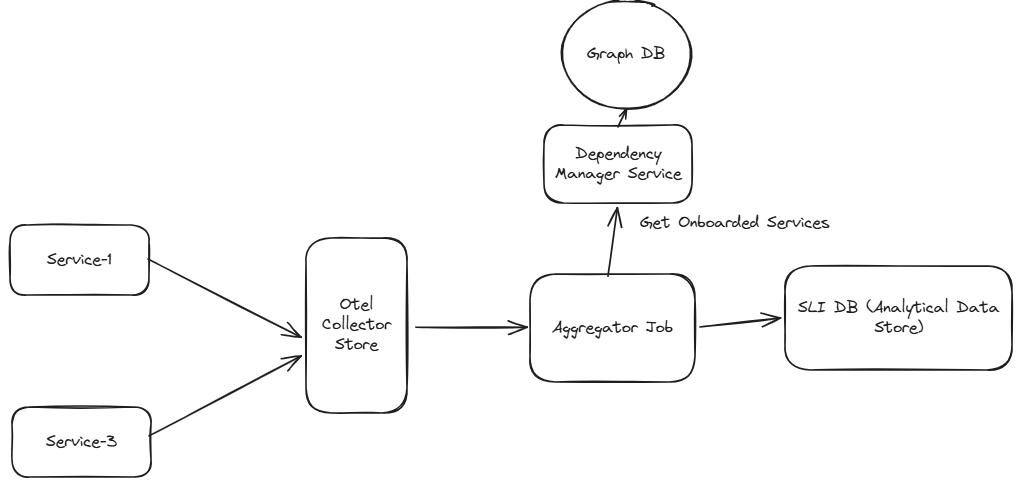 Graph DB
Dependency
Manager Service
Get Onboarded Services
Service-1
Otel
Collector
Store
Aggregator Job
SLI DB (Analytical Data
Store)
Service-3